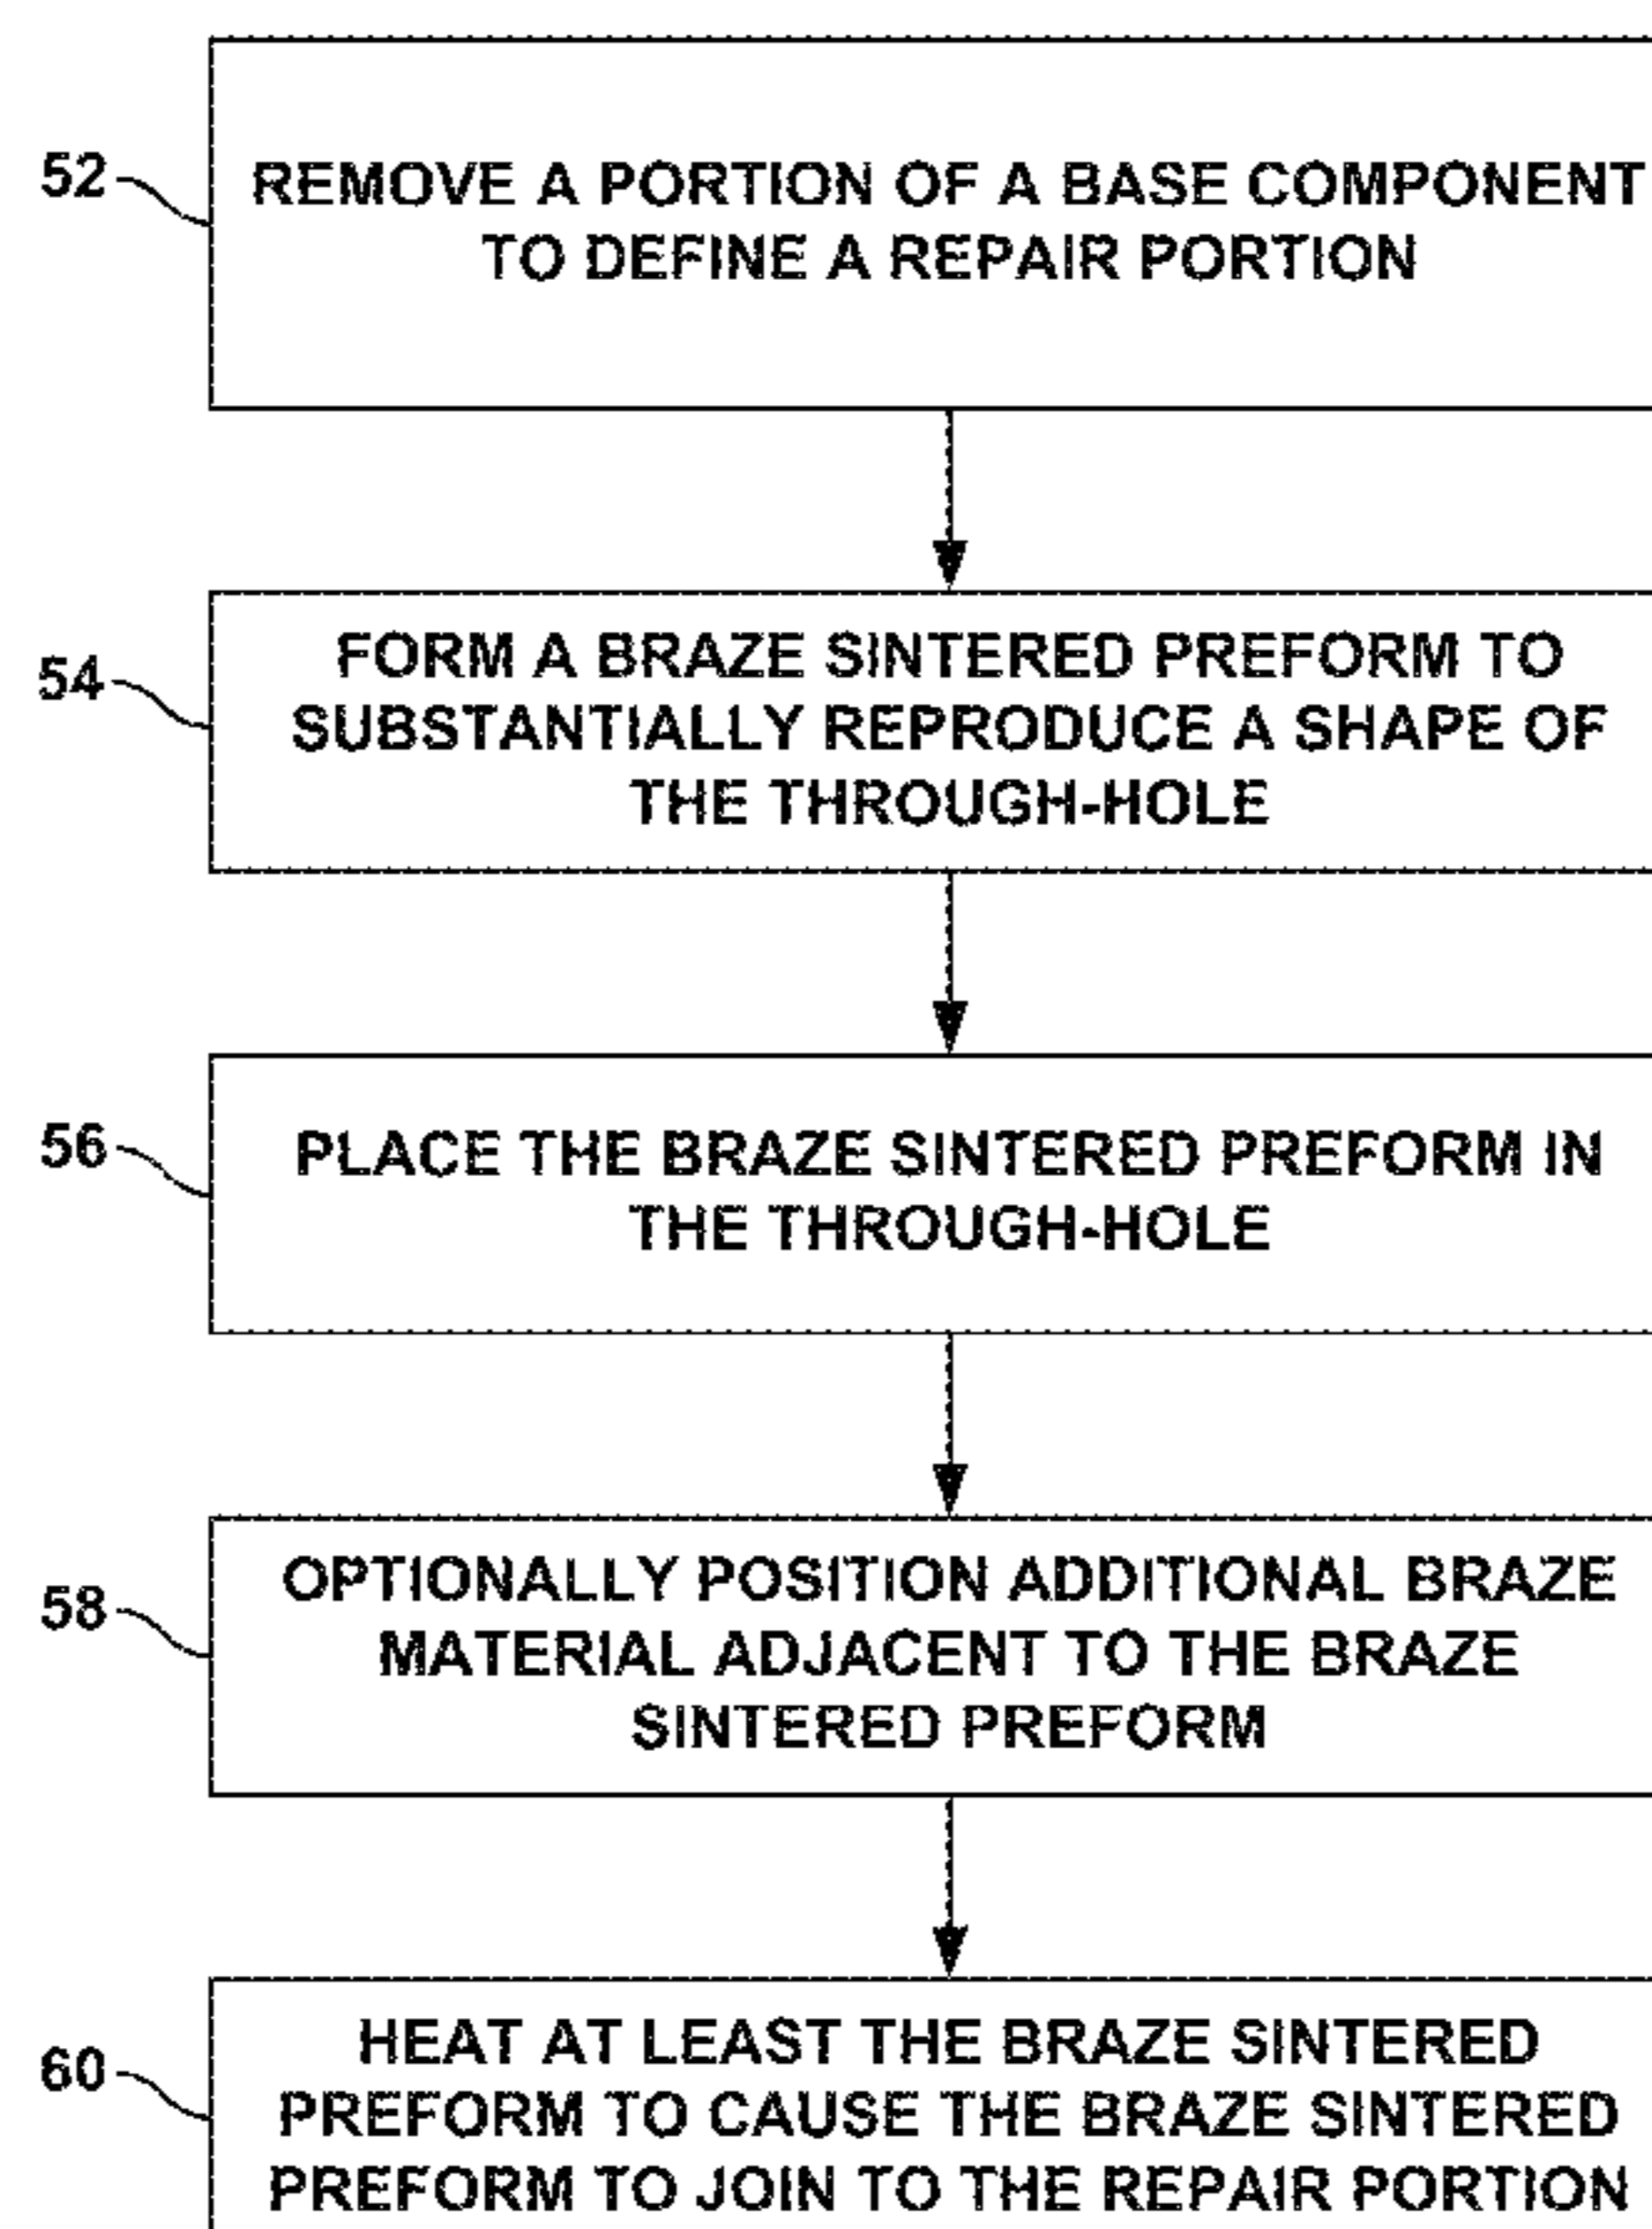 52
REMOVE A PORTION OF A BASE COMPONENT
TO DEFINE A REPAIR PORTION
54
FORM A BRAZE SINTERED PREFORM TO
SUBSTANTIALLY REPRODUCE A SHAPE OF
THE THROUGH-HOLE
56
PLACE THE BRAZE SINTERED PREFORM IN
THE THROUGH-HOLE
58
OPTIONALLY POSITION ADDITIONAL BRAZE
MATERIAL ADJACENT TO THE BRAZE
SINTERED PREFORM
60
HEAT AT LEAST THE BRAZE SINTERED
PREFORM TO CAUSE THE BRAZE SINTERED
PREFORM TO JOIN TO THE REPAIR PORTION